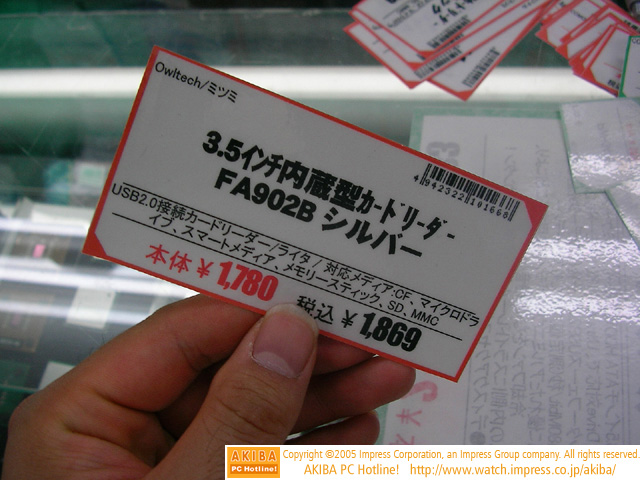 Owltech/ミツミ
3.5インチ内蔵型カードリーダー
FA902B シルバー
4942322101668
USB2.0接続カードリーダー/ライタ / 対応メディア:CF、マイクロドラ
イブ、スマートメディア、メモリースティック、SD、MMC
本体 ¥1,780
税込 ¥1,869
AKIBA
PC Hotline!
Copyright ©2005 Impress Corporation, an Impress Group company. All rights reserved.
AKIBA PC Hotline! http://www.watch.impress.co.jp/akiba/